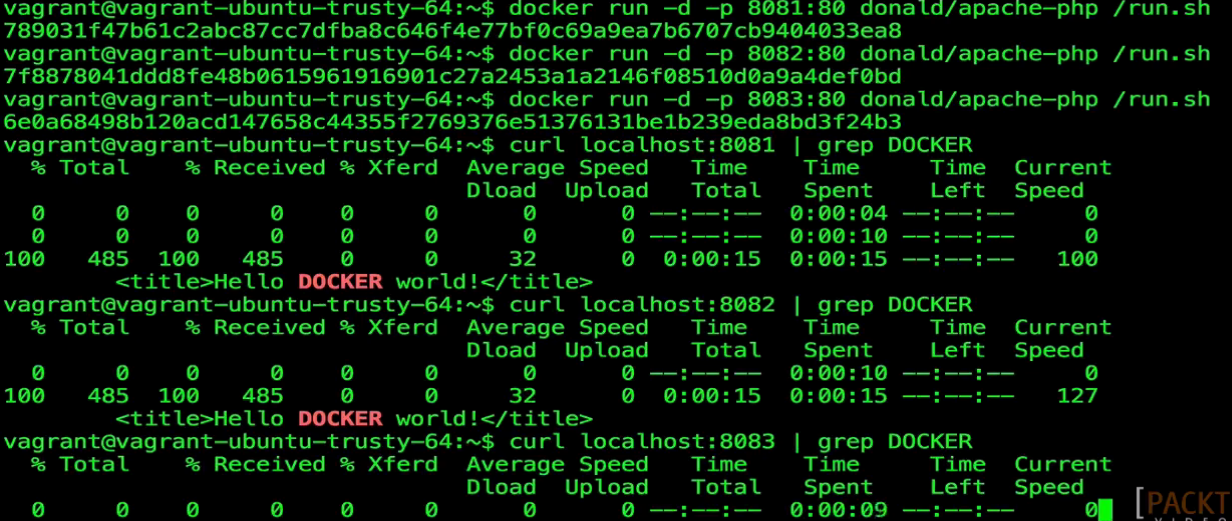 vagrant@vagrant-ubuntu-trusty-64:~$ docker run -d -p 8081:80 donald/apache-php /run.sh
789031f47b61c2abc87cc7dfba8c646f4e77bf0c69a9ea7b6707cb9404033ea8
vagrant@vagrant-ubuntu-trusty-64:~$ docker run -d -p 8082:80 donald/apache-php /run.sh
7f8878041ddd8fe48b0615961916901c27a2453a1a2146f08510d0a9a4def0bd
vagrant@vagrant-ubuntu-trusty-64:~$ docker run -d -p 8083:80 donald/apache-php /run.sh
6e0a68498b120acd147658c44355f2769376e51376131be1b239eda8bd3f24b3
vagrant@vagrant-ubuntu-trusty-64:~$ curl localhost:8081 | grep DOCKER
  % Total    % Received % Xferd  Average Speed   Time    Time     Time  Current
                                 Dload  Upload   Total   Spent    Left  Speed
  0     0    0     0    0     0      0      0 --:--:--  0:00:04 --:--:--     0
  0     0    0     0    0     0      0      0 --:--:--  0:00:10 --:--:--     0
100   485  100   485    0     0     32      0  0:00:15  0:00:15 --:--:--   100
        <title>Hello DOCKER world!</title>
vagrant@vagrant-ubuntu-trusty-64:~$ curl localhost:8082 | grep DOCKER
  % Total    % Received % Xferd  Average Speed   Time    Time     Time  Current
                                 Dload  Upload   Total   Spent    Left  Speed
  0     0    0     0    0     0      0      0 --:--:--  0:00:10 --:--:--     0
100   485  100   485    0     0     32      0  0:00:15  0:00:15 --:--:--   127
        <title>Hello DOCKER world!</title>
vagrant@vagrant-ubuntu-trusty-64:~$ curl localhost:8083 | grep DOCKER
  % Total    % Received % Xferd  Average Speed   Time    Time     Time  Current
                                 Dload  Upload   Total   Spent    Left  Speed
  0     0    0     0    0     0      0      0 --:--:--  0:00:09 --:--:--     0
[PACKT